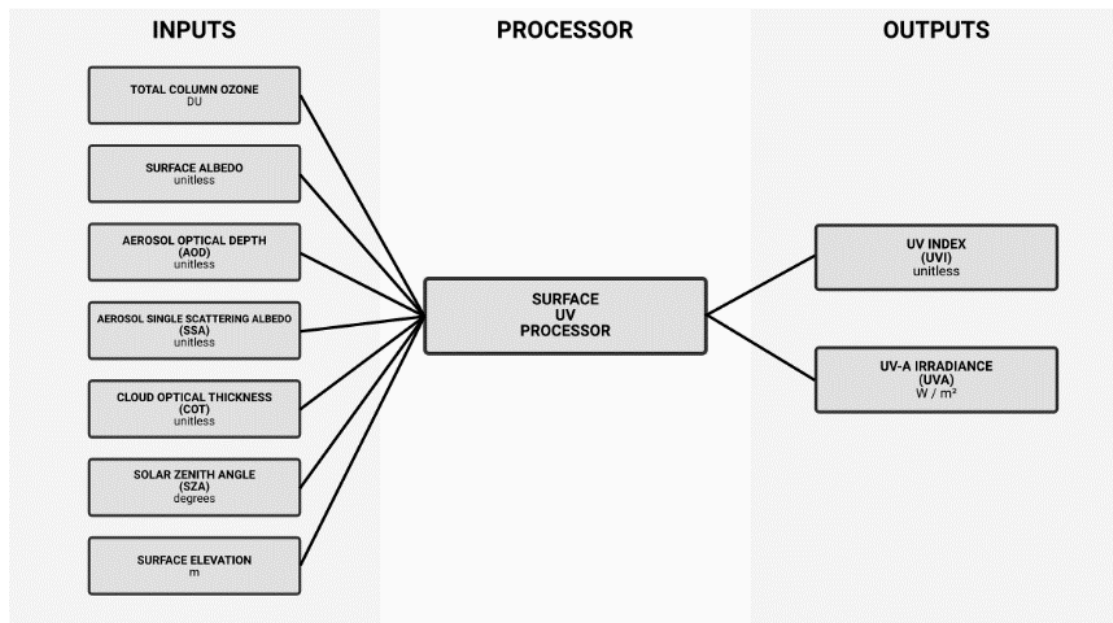 INPUTS
TOTAL COLUMN OZONE
DU
SURFACE ALBEDO
unitless
AEROSOL OPTICAL DEPTH
(AOD)
unitless
AEROSOL SINGLE SCATTERING ALBEDO
(SSA)
unitless
CLOUD OPTICAL THICKNESS
(COT)
unitless
SOLAR ZENITH ANGLE
(SZA)
degrees
SURFACE ELEVATION
m
PROCESSOR
SURFACE
UV
PROCESSOR
OUTPUTS
UV INDEX
(UVI)
unitless
UV-A IRRADIANCE
(UVA)
W / m²